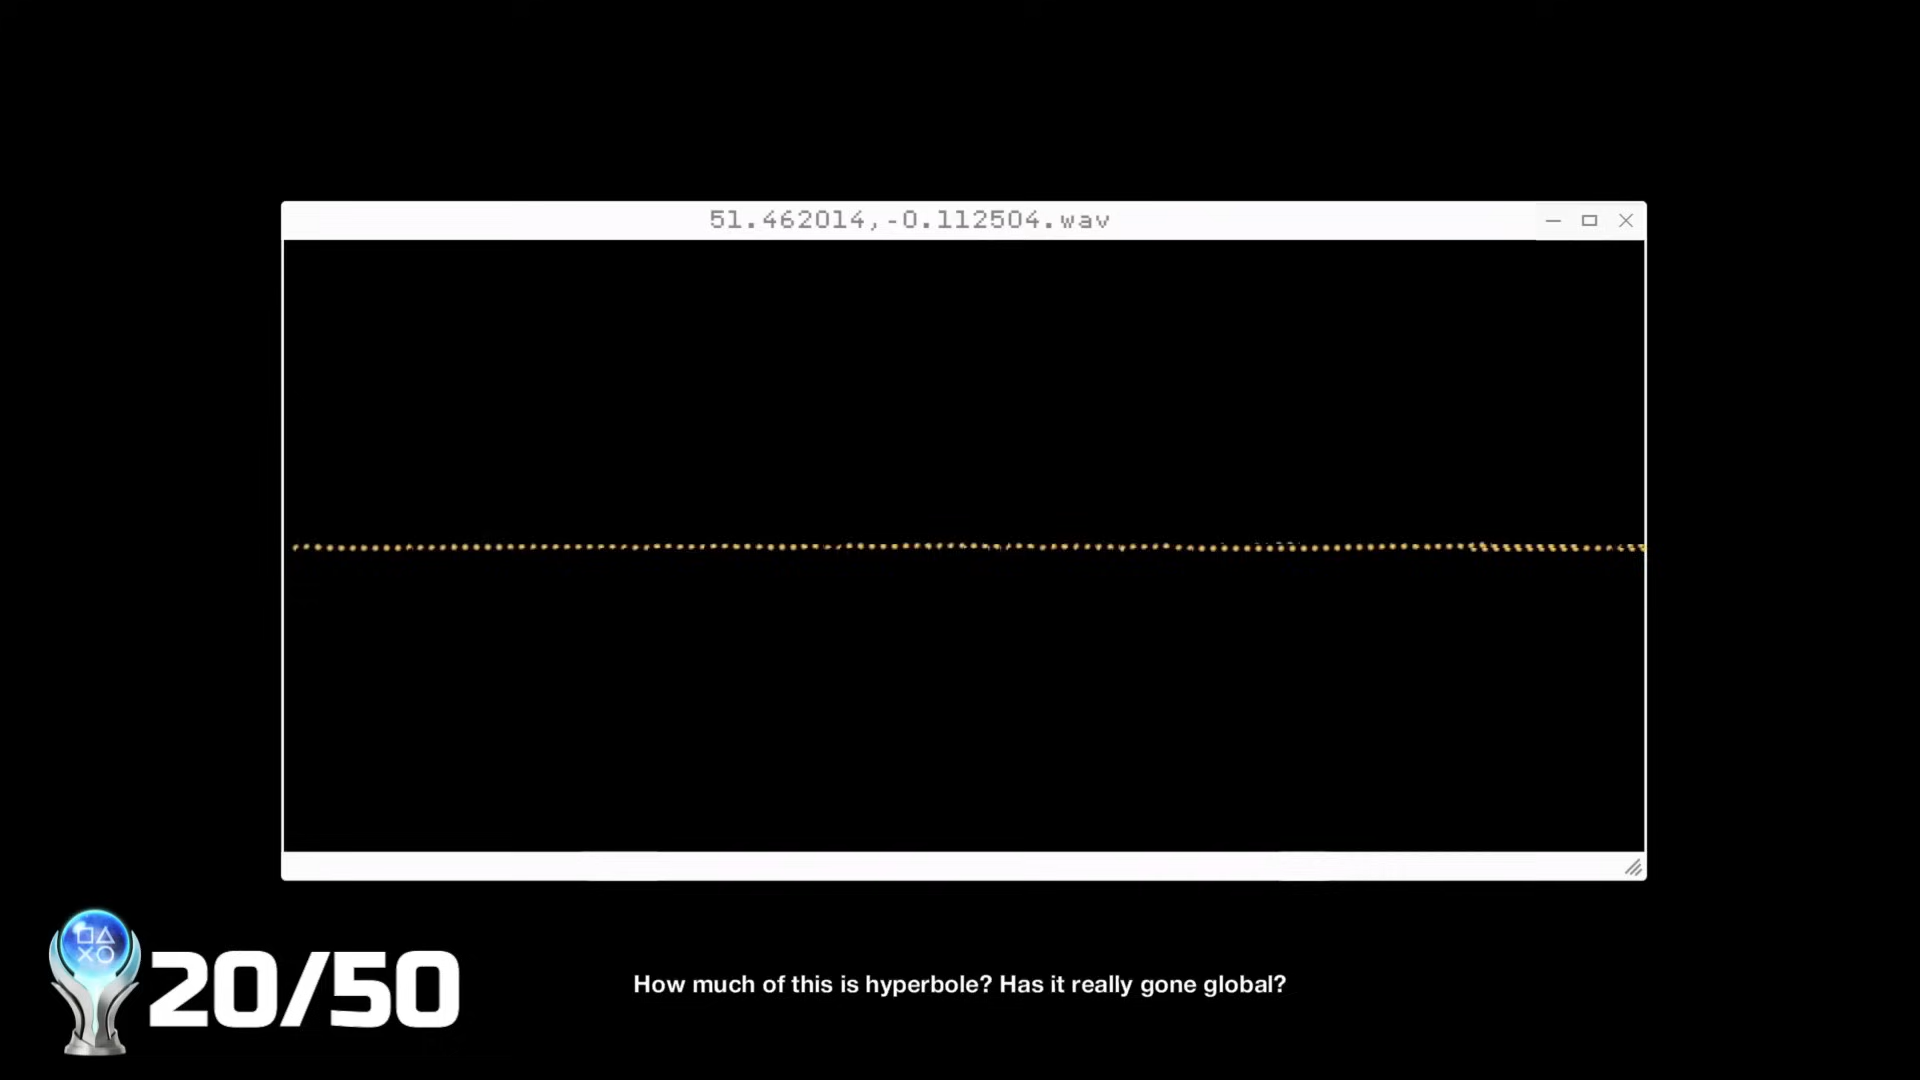 51.462014,-0.112504.wav
20/50
How much of this is hyperbole? Has it really gone global?